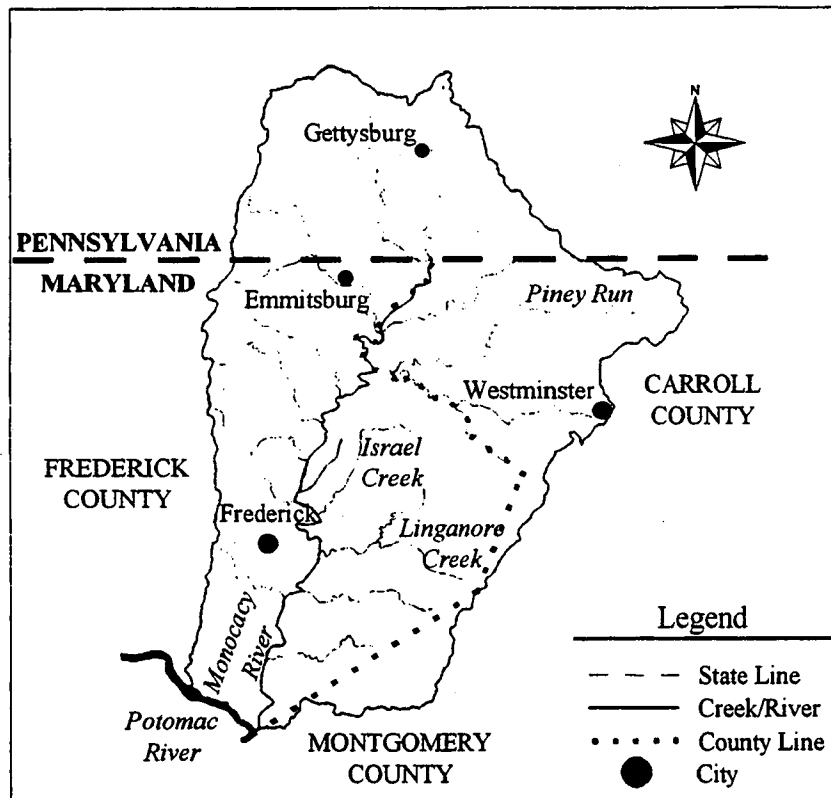 N
Gettysburg
PENNSYLVANIA
MARYLAND
Emmitsburg
Piney Run
Westminster
CARROLL
COUNTY
Israel
Creek
FREDERICK
COUNTY
Frederick
Linganore
Creek
Monocacy
River
Potomac
River
MONTGOMERY
COUNTY
Legend
State Line
Creek/River
County Line
City